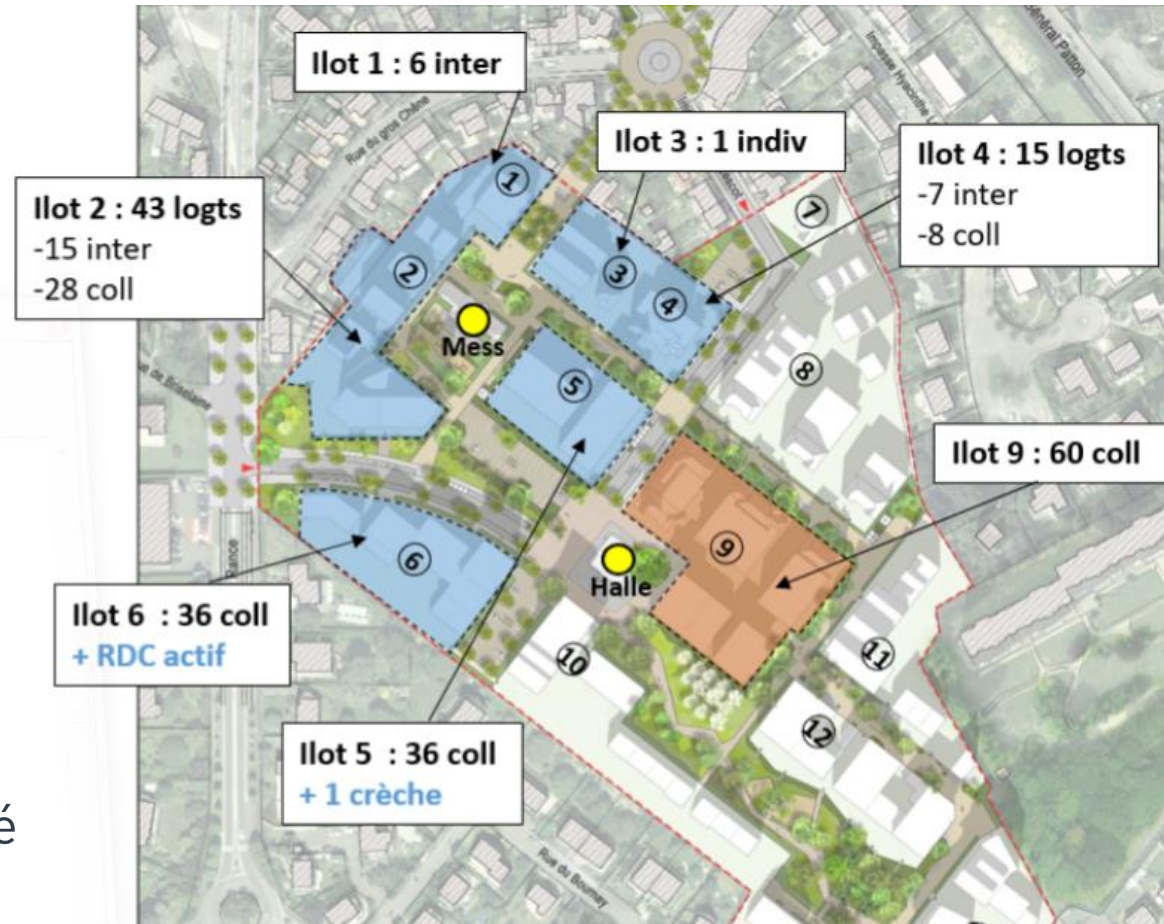 Ilot 1 : 6 inter
Général Patton
Rue du gros Chêne
Ilot 3 : 1 indiv
Ilot 4 : 15 logts
-7 inter
-8 coll
Ilot 2 : 43 logts
-15 inter
-28 coll
1
2
3
4
7
Mess
5
8
Ilot 9 : 60 coll
9
6
Halle
Ilot 6 : 36 coll
+ RDC actif
10
11
12
Ilot 5 : 36 coll
+ 1 crèche
é
Rue du Bournay